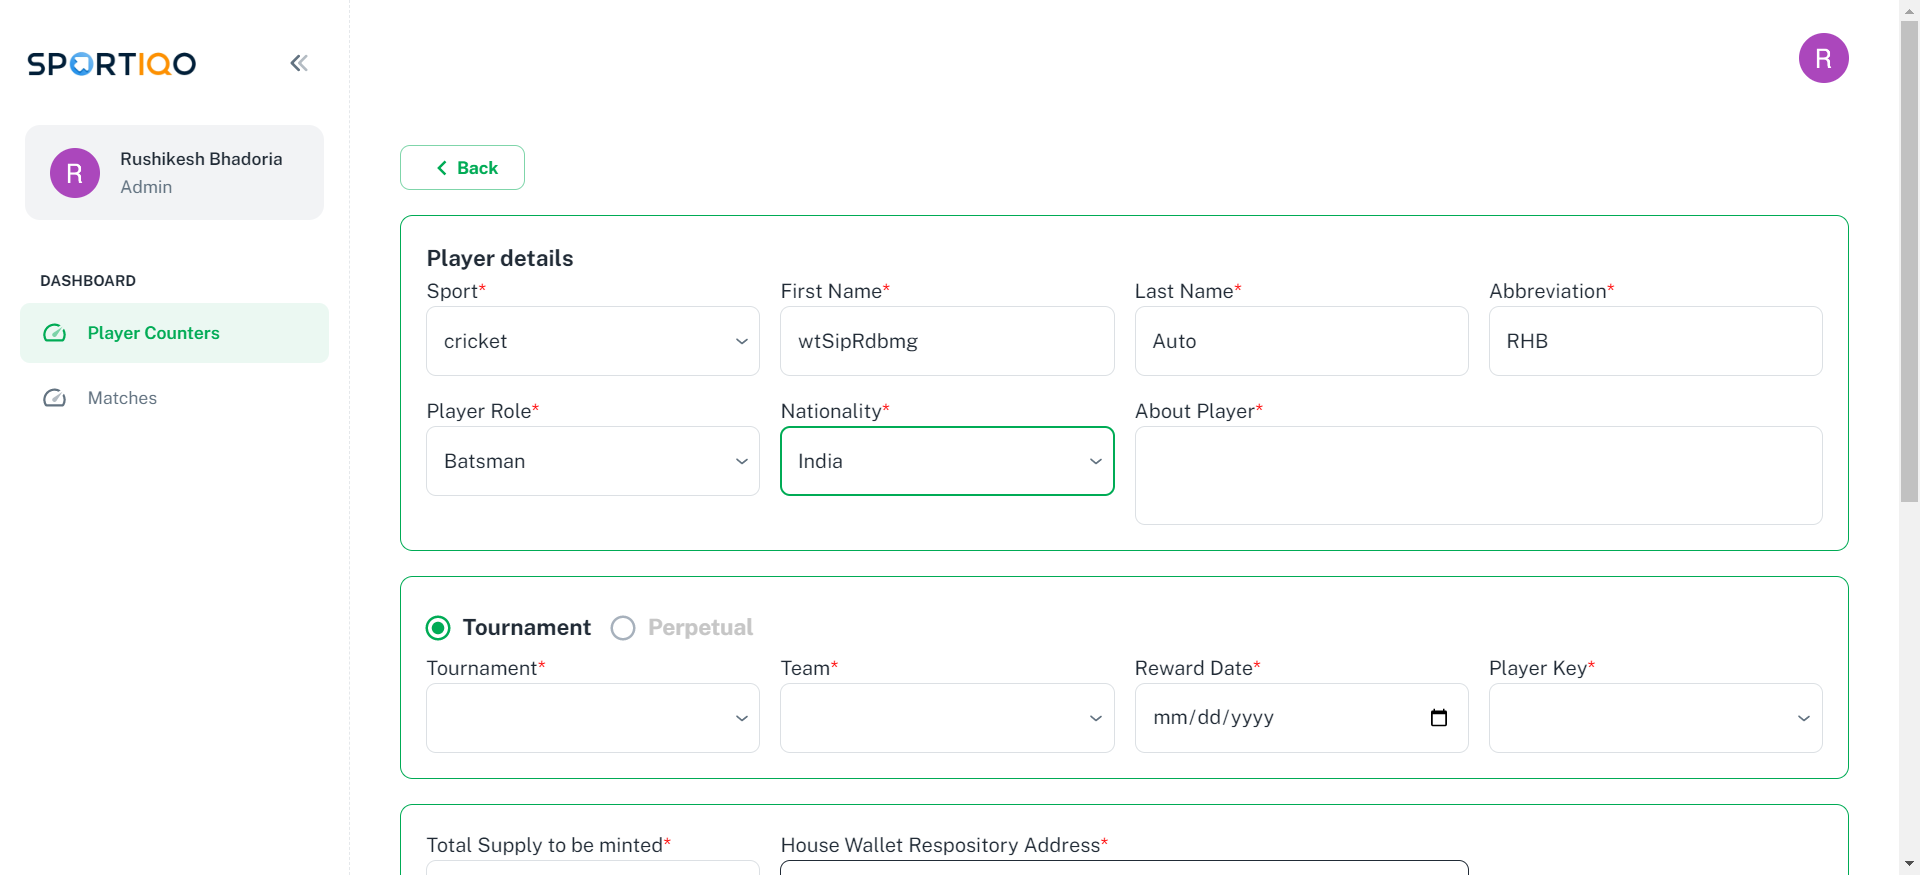 SPORTIQO
R
R
Rushikesh Bhadoria
Admin
DASHBOARD
Player Counters
Matches
Back
Player details
Sport* First Name* Last Name* Abbreviation*
cricket wtSipRdbmg Auto RHB
Player Role* Nationality* About Player*
Batsman India
Tournament Perpetual
Tournament* Team* Reward Date* Player Key*
mm/dd/yyyy
Total Supply to be minted* House Wallet Respository Address*